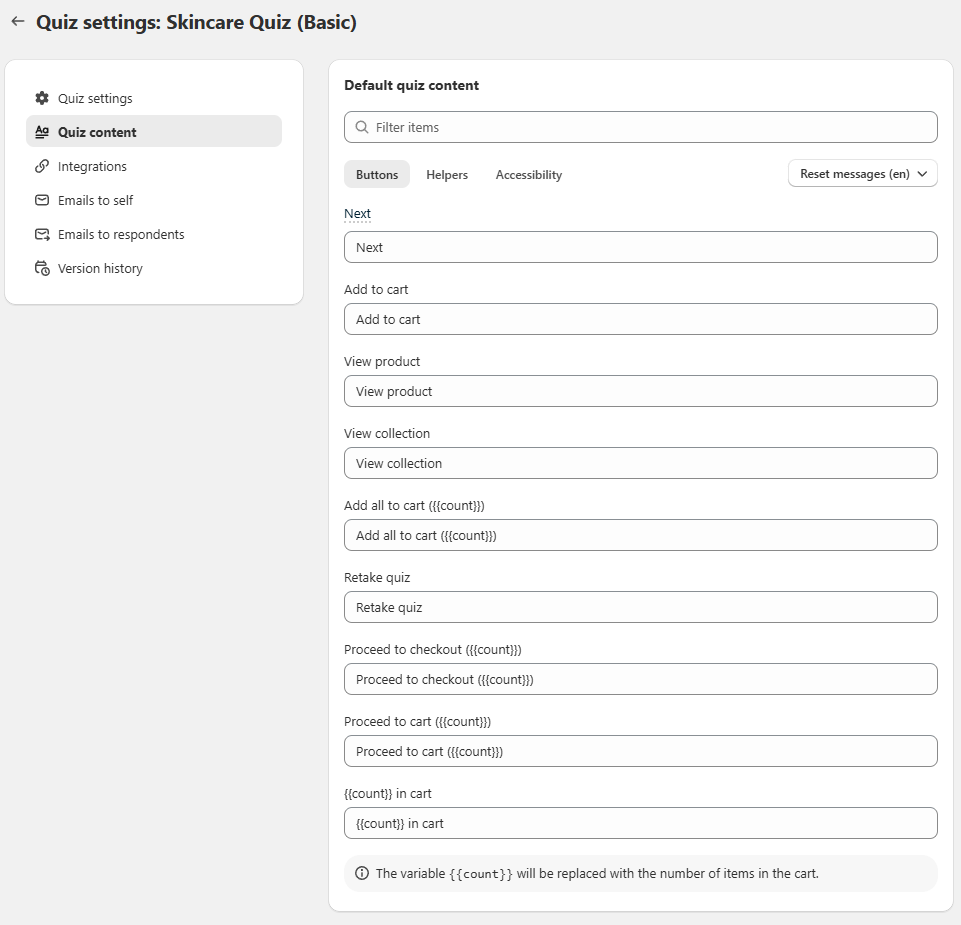 Quiz settings: Skincare Quiz (Basic)
Quiz settings
Quiz content
Integrations
Emails to self
Emails to respondents
Version history
Default quiz content
Filter items
Buttons Helpers Accessibility Reset messages (en)
Next
Next
Add to cart
Add to cart
View product
View product
View collection
View collection
Add all to cart ({{count}})
Add all to cart ({{count}})
Retake quiz
Retake quiz
Proceed to checkout ({{count}})
Proceed to checkout ({{count}})
Proceed to cart ({{count}})
Proceed to cart ({{count}})
{{count}} in cart
{{count}} in cart
The variable {{count}} will be replaced with the number of items in the cart.